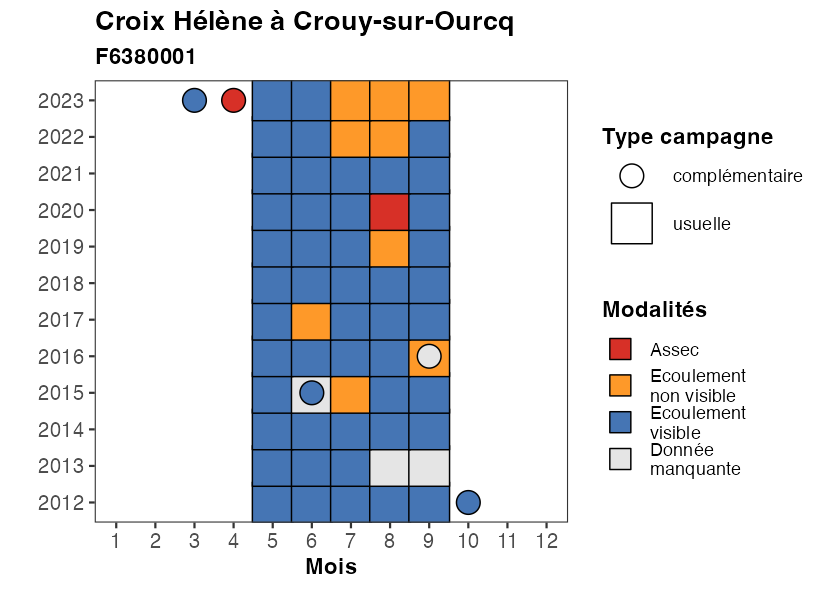 Croix Hélène à Crouy-sur-Ourcq
F6380001
2023
2022
2021
2020
2019
2018
2017
2016
2015
2014
2013
2012
1 2 3 4 5 6 7 8 9 10 11 12
Mois
Type campagne
complémentaire
usuelle
Modalités
Assec
Ecoulement
non visible
Ecoulement
visible
Donnée
manquante